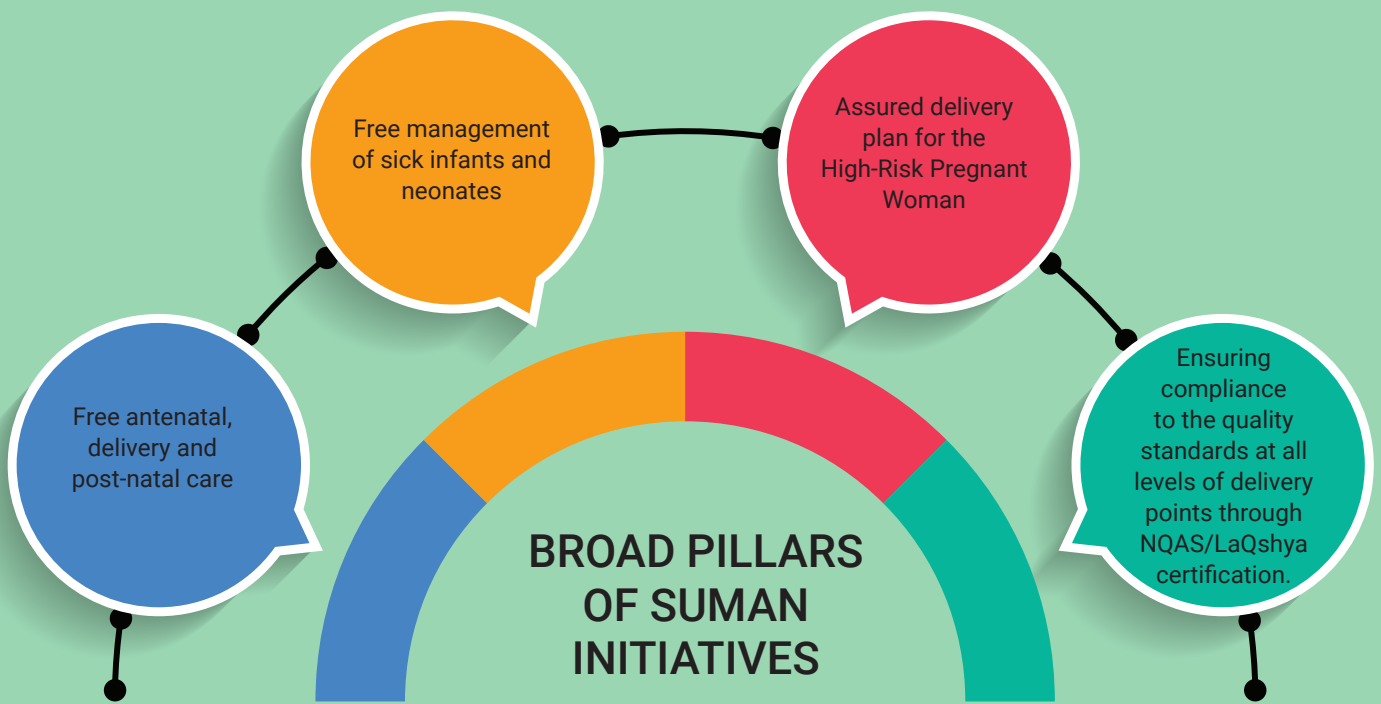 Free management
of sick infants and
neonates
Assured delivery
plan for the
High-Risk Pregnant
Woman
Free antenatal,
delivery and
post-natal care
Ensuring
compliance
to the quality
standards at all
levels of delivery
points through
NQAS/LaQshya
certification.
BROAD PILLARS
OF SUMAN
INITIATIVES